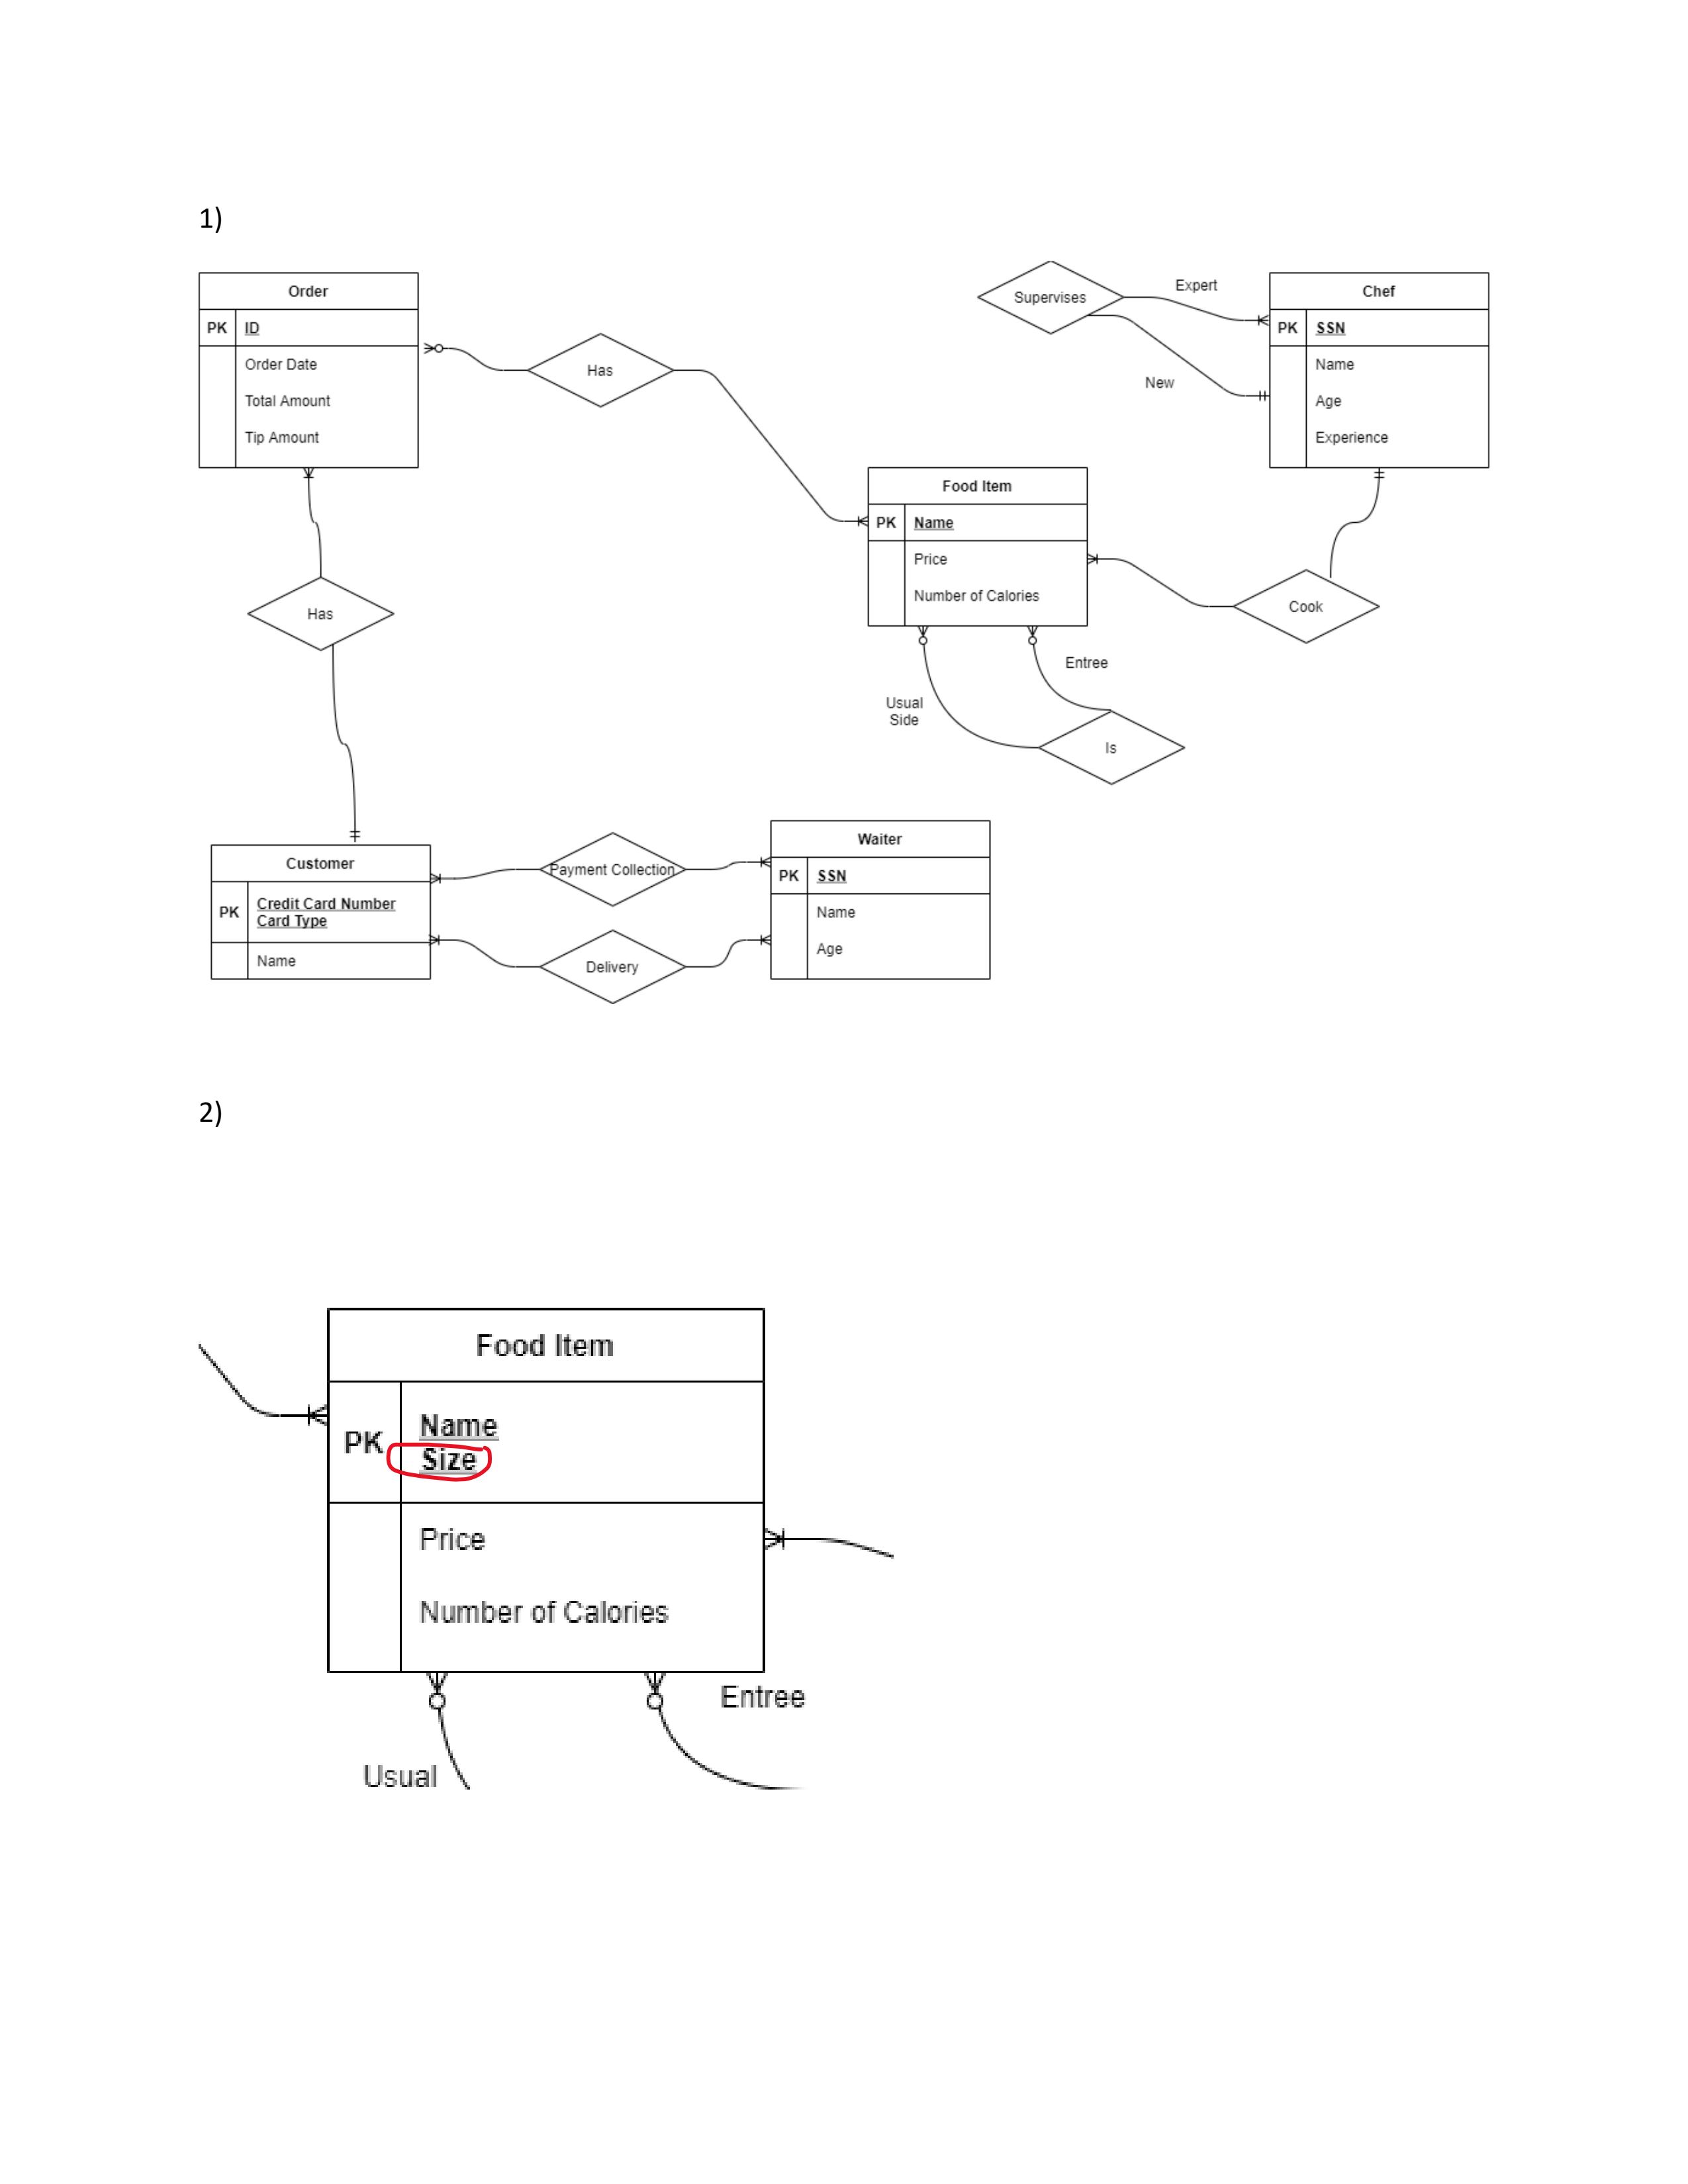 1)
Order
PK ID
Order Date
Total Amount
Tip Amount
Has
Supervises
Expert
New
Chef
PK SSN
Name
Age
Experience
Food Item
PK Name
Price
Number of Calories
Cook
Entree
Usual
Side
Is
Has
Customer
PK Credit Card Number
Card Type
Name
Payment Collection
Delivery
Waiter
PK SSN
Name
Age
2)
Food Item
PK Name
Size
Price
Number of Calories
Entree
Usual